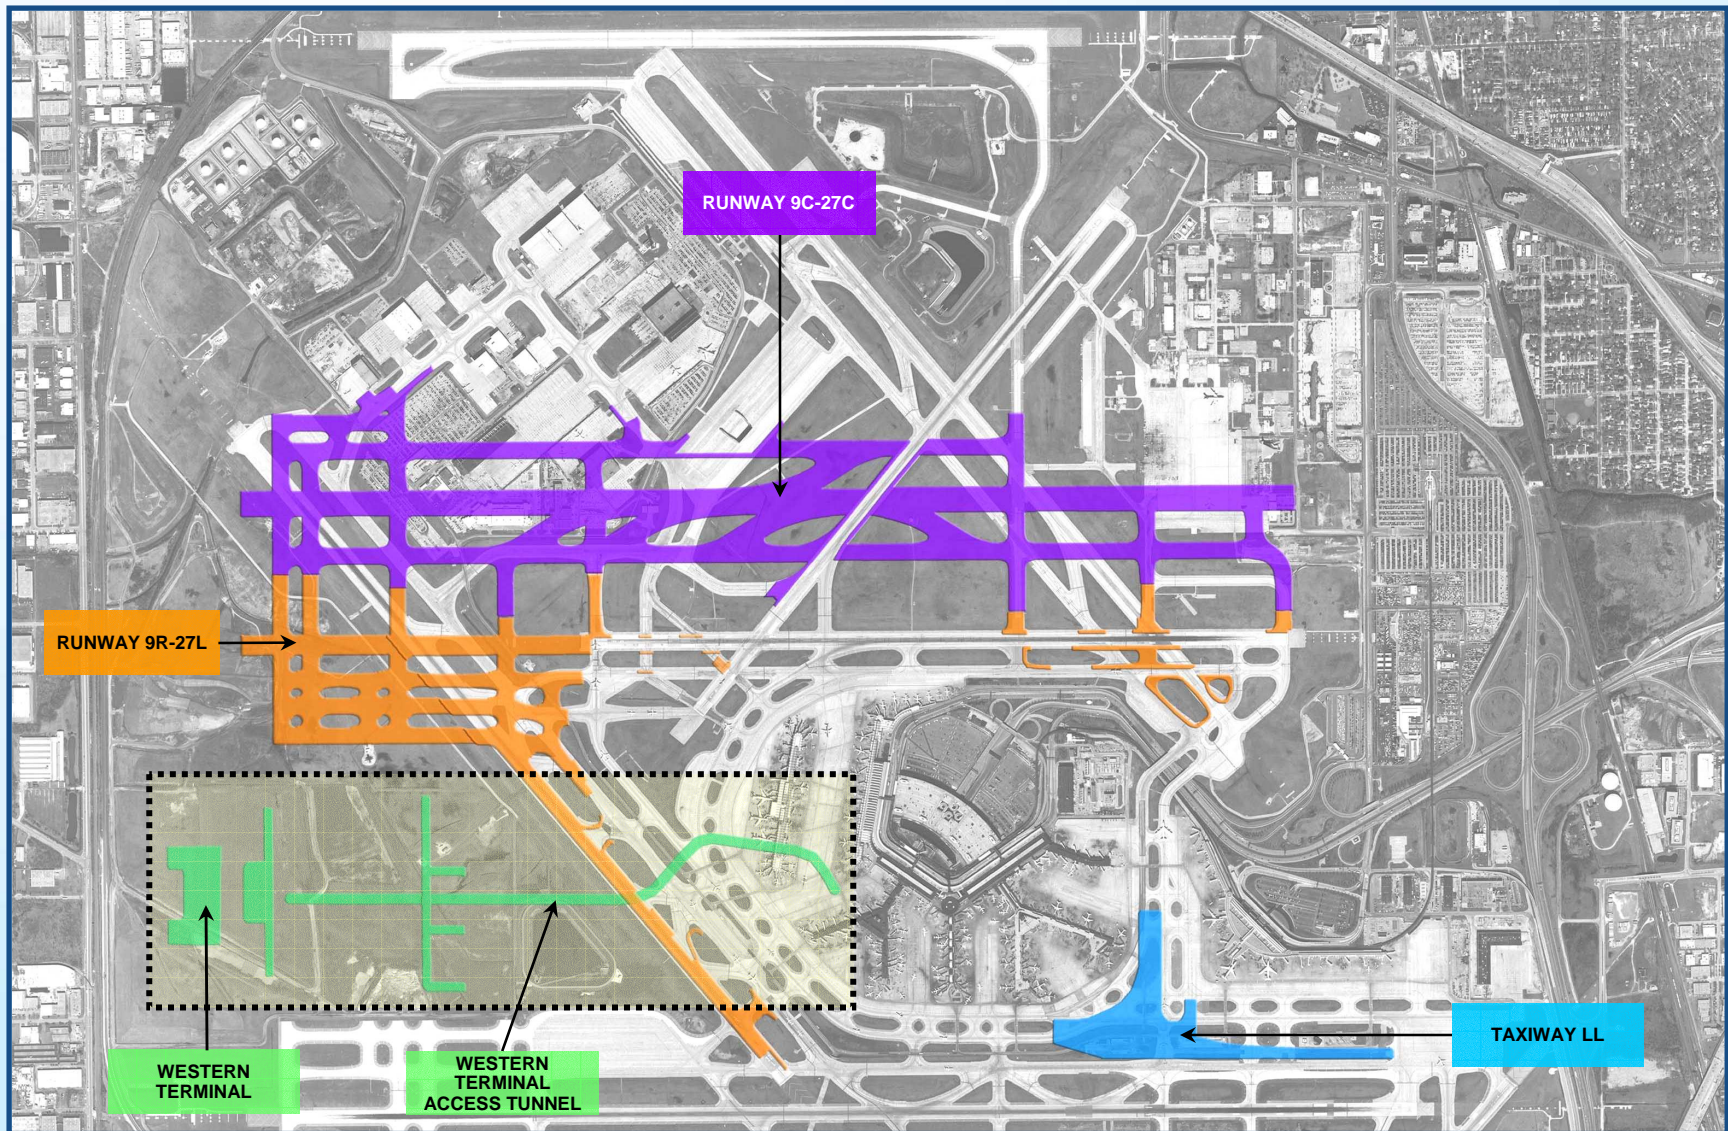 RUNWAY 9C-27C
RUNWAY 9R-27L
WESTERN
TERMINAL
WESTERN
TERMINAL
ACCESS TUNNEL
TAXIWAY LL